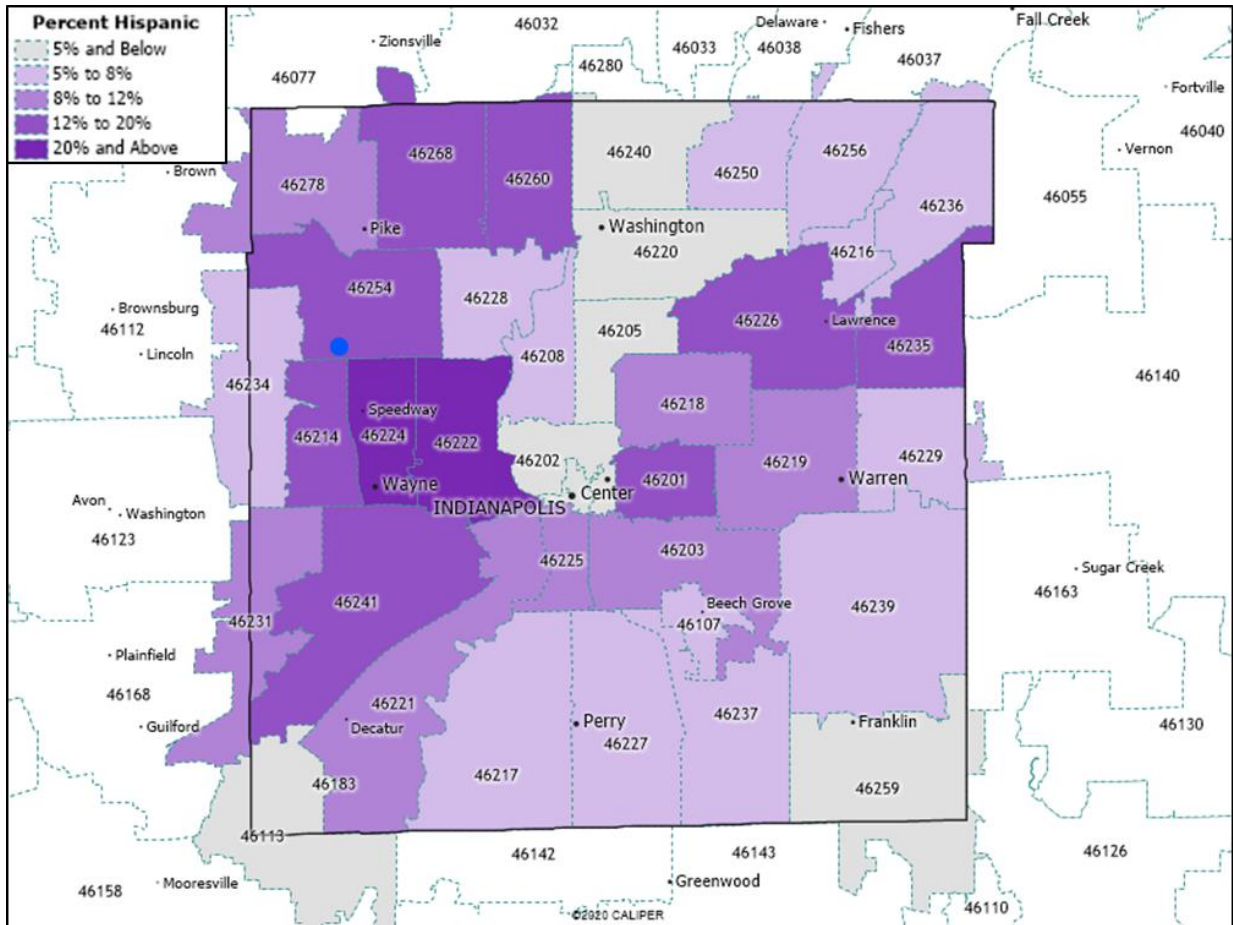 Percent Hispanic
5% and Below
5% to 8%
8% to 12%
12% to 20%
20% and Above
46032
Delaware
Fishers
Fall Creek
Zionsville
46033
46038
46280
46037
46077
Fortville
46040
Vernon
Brown
46268
46240
46256
46278
46260
46250
46055
46236
Pike
Washington
46220
46216
46254
46228
Brownsburg
46112
Lincoln
46205
46226
Lawrence
46235
46208
46234
46140
46218
Speedway
46214
46224
46222
46202
46219
46229
46201
Warren
Wayne
Center
INDIANAPOLIS
Avon
Washington
46123
46225
46203
46241
Beech Grove
46107
46239
Sugar Creek
46163
46231
Plainfield
46168
46221
46237
Guilford
Decatur
Perry
46227
Franklin
46130
46217
46183
46259
46113
46142
46143
46126
46158
Mooresville
Greenwood
46110
©2020 CALIPER